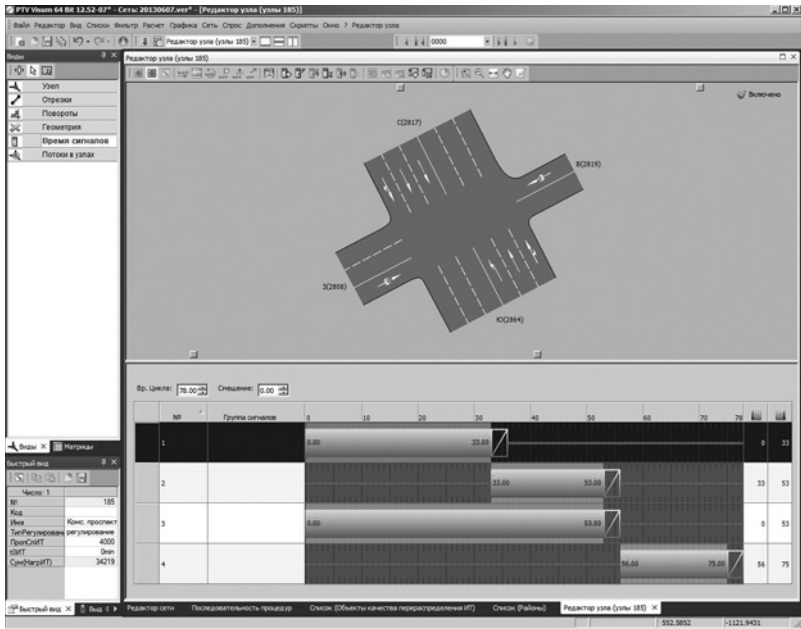 PTV Visum 64 Bit 12.52-07* - Сеть: 20130607.ver* - [Редактор узла (узлы 185)]
Файл Редактор Вид Списки Фильтр Расчет Графика Сеть Спрос Дополнения Скрипты Окно ? Редактор узла
Редактор узла (узлы 185) 0000
Виды
Узел
Отрезки
Повороты
Геометрия
Время сигналов
Потоки в узлах
Виды Матрицы
Быстрый вид
Число: 1
№ 185
Код
Имя Комс. проспект
ТипРегулирован регулирование
ПропСпИТ 4000
t0ИТ 0min
Сум(НагрИТ) 34219
Быстрый вид Вид
Редактор узла (узлы 185)
Включено
С(2817)
В(2819)
З(2808)
Ю(2864)
Вр. Цикла: 78.00 Смещение: 0.00
№ Группа сигналов 0 10 20 30 40 50 60 70 78
1 0.00 33.00 0 33
2 33.00 53.00 33 53
3 0.00 53.00 0 53
4 56.00 75.00 56 75
Редактор сети Последовательность процедур Список (Объекты качества перераспределения ИТ) Список (Районы) Редактор узла (узлы 185)
552.5852 -1121.9431